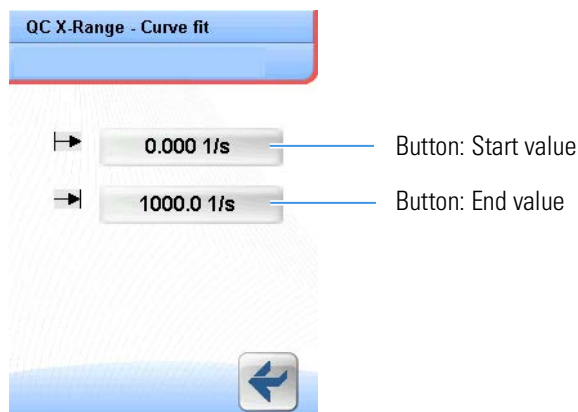 QC X-Range - Curve fit
0.000 1/s
Button: Start value
1000.0 1/s
Button: End value